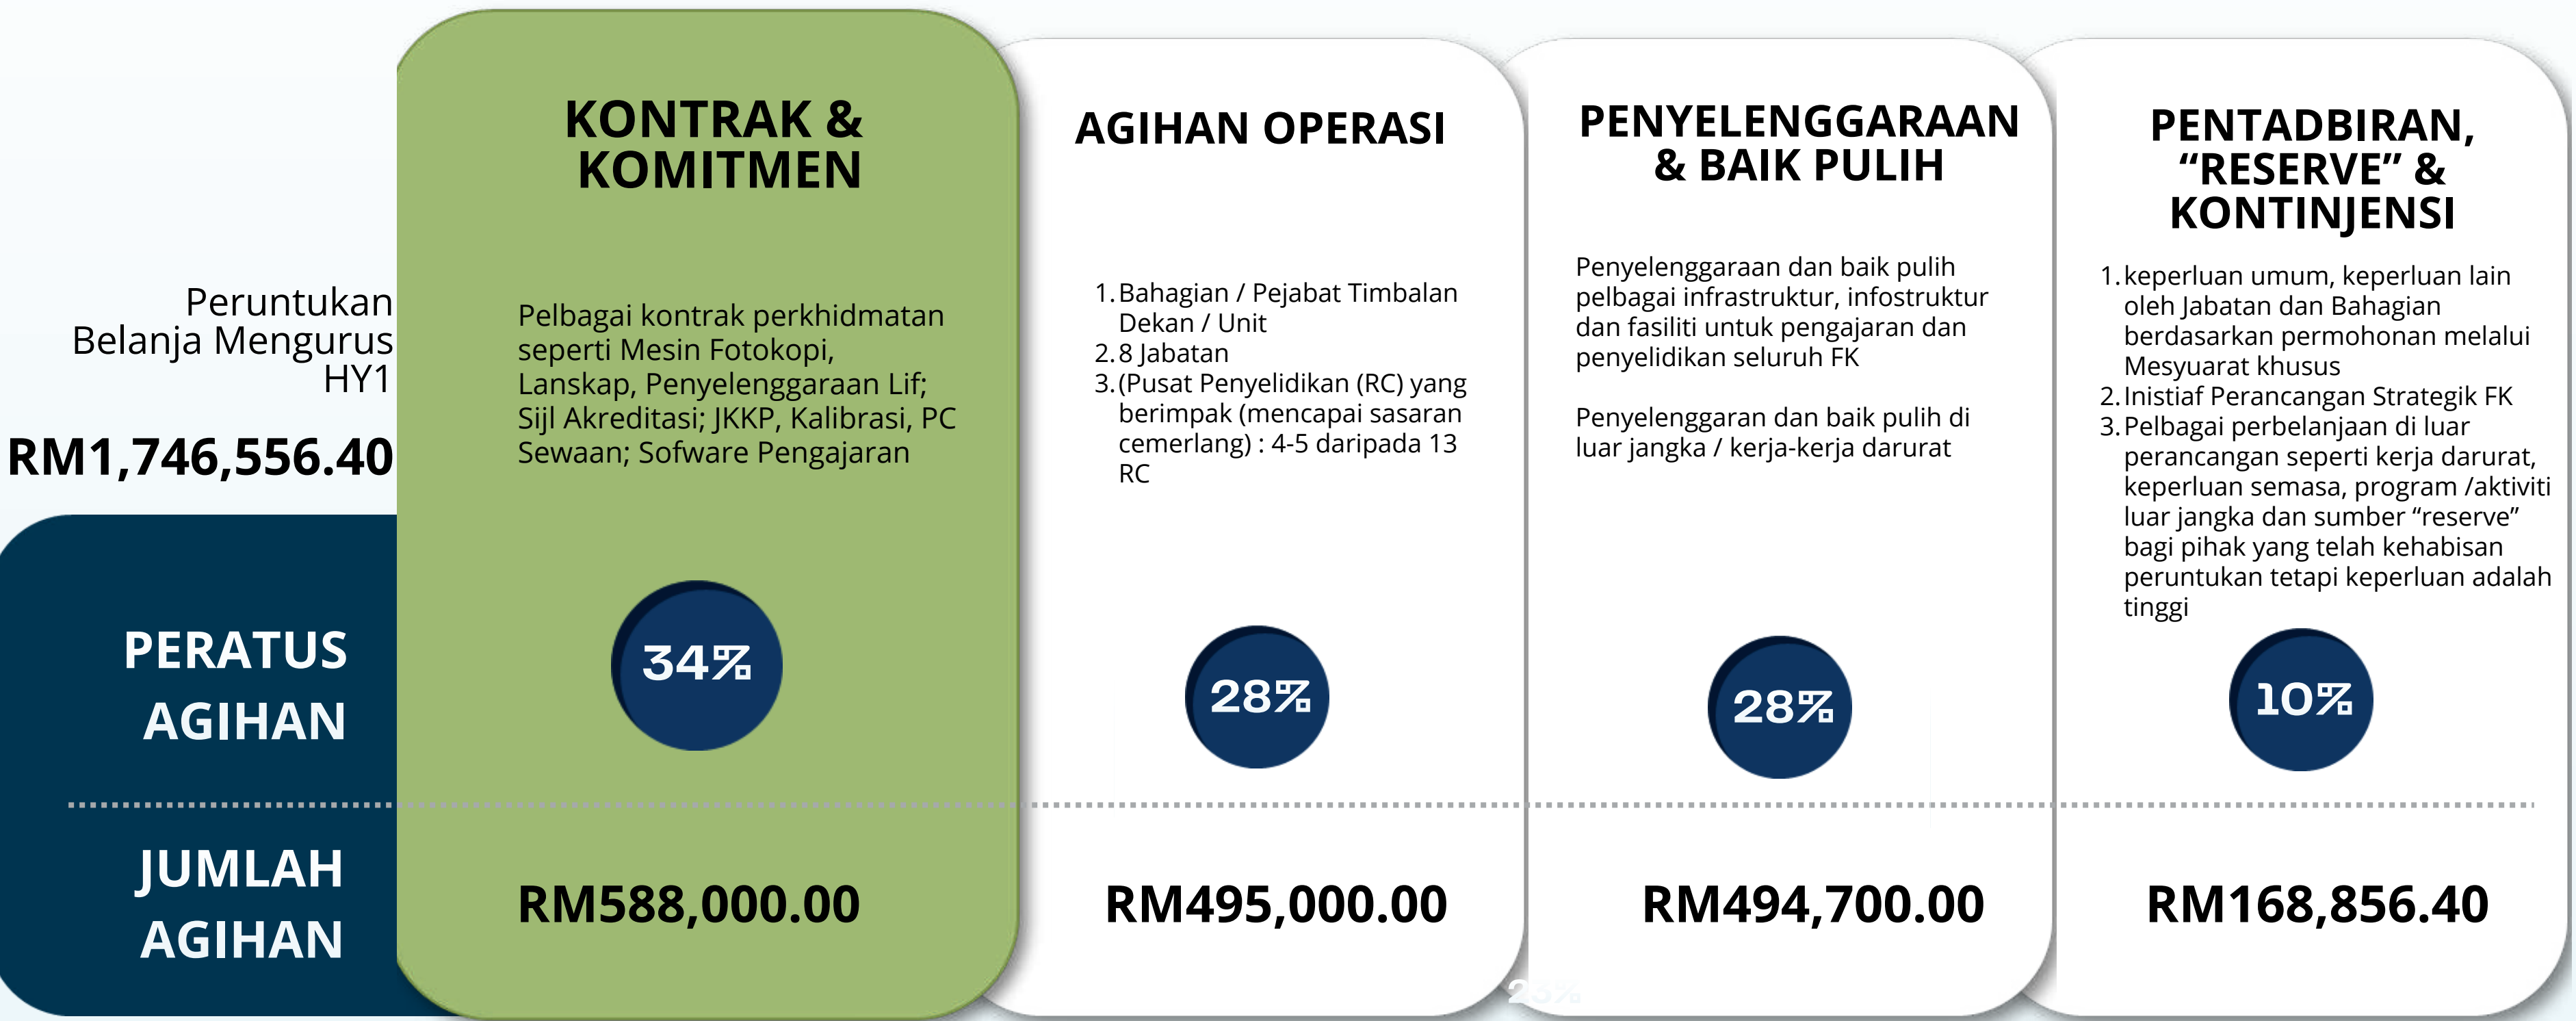 Peruntukan
Belanja Mengurus
HY1
RM1,746,556.40
PERATUS
AGIHAN
JUMLAH
AGIHAN
KONTRAK &
KOMITMEN
Pelbagai kontrak perkhidmatan
seperti Mesin Fotokopi,
Lanskap, Penyelenggaraan Lif;
Sijl Akreditasi; JKKP, Kalibrasi, PC
Sewaan; Sofware Pengajaran
34%
RM588,000.00
AGIHAN OPERASI
1. Bahagian / Pejabat Timbalan
Dekan / Unit
2. 8 Jabatan
3. (Pusat Penyelidikan (RC) yang
berimpak (mencapai sasaran
cemerlang) : 4-5 daripada 13
RC
28%
RM495,000.00
PENYELENGGARAAN
& BAIK PULIH
Penyelenggaraan dan baik pulih
pelbagai infrastruktur, infostruktur
dan fasiliti untuk pengajaran dan
penyelidikan seluruh FK
Penyelenggaran dan baik pulih di
luar jangka / kerja-kerja darurat
28%
RM494,700.00
23%
PENTADBIRAN,
“RESERVE” &
KONTINJENSI
1. keperluan umum, keperluan lain
oleh Jabatan dan Bahagian
berdasarkan permohonan melalui
Mesyuarat khusus
2. Inistiaf Perancangan Strategik FK
3. Pelbagai perbelanjaan di luar
perancangan seperti kerja darurat,
keperluan semasa, program /aktiviti
luar jangka dan sumber “reserve”
bagi pihak yang telah kehabisan
peruntukan tetapi keperluan adalah
tinggi
10%
RM168,856.40